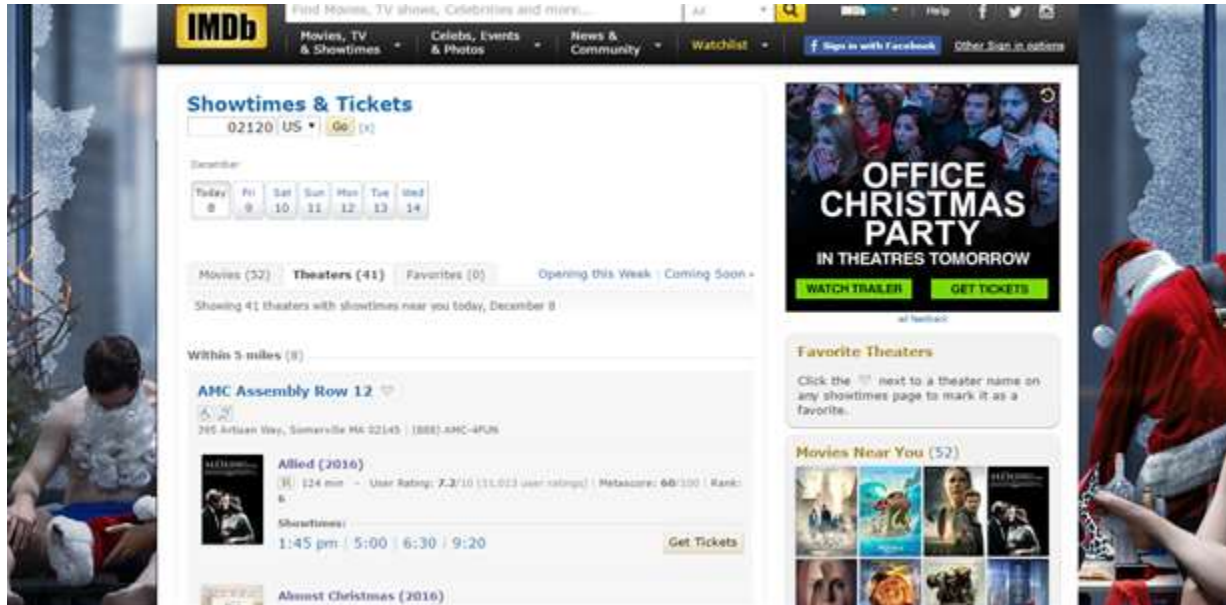 IMDb
Find Movies, TV shows, Celebrities and more...
All
Help
Movies, TV & Showtimes
Celebs, Events & Photos
News & Community
Watchlist
f Sign in with Facebook
Other Sign in options
Showtimes & Tickets
02120 US Go [x]
December
Today Fri Sat Sun Mon Tue Wed
8 9 10 11 12 13 14
Movies (52) Theaters (41) Favorites (0) Opening this Week | Coming Soon
Showing 41 theaters with showtimes near you today, December 8
Within 5 miles (8)
AMC Assembly Row 12
395 Artisan Way, Somerville MA 02145 | (888) AMC-4FUN
Allied (2016)
R 124 min - User Rating: 7.2/10 user ratings) | Metascore: 60/100 | Rank:
6
Showtimes:
1:45 pm | 5:00 | 6:30 | 9:20
Get Tickets
Almost Christmas (2016)
OFFICE
CHRISTMAS
PARTY
IN THEATRES TOMORROW
WATCH TRAILER GET TICKETS
ad feedback
Favorite Theaters
Click the next to a theater name on
any showtimes page to mark it as a
favorite.
Movies Near You (52)